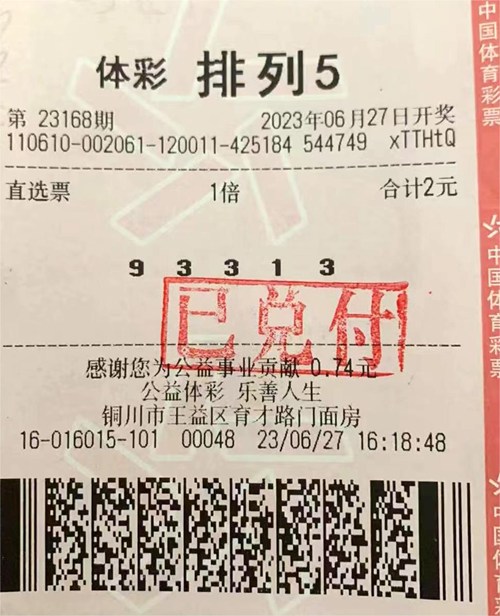 体彩 排列5
第 23168期 2023年06月27日开奖
110610-002061-120011-425184 544749 xTTHtQ
直选票 1倍 合计2元
9 3 3 1 3
已兑付
感谢您为公益事业贡献 0.74元
公益体彩 乐善人生
铜川市王益区育才路门面房
16-016015-101 00048 23/06/27 16:18:48
中国体育彩票
中国体育彩票
中国体育